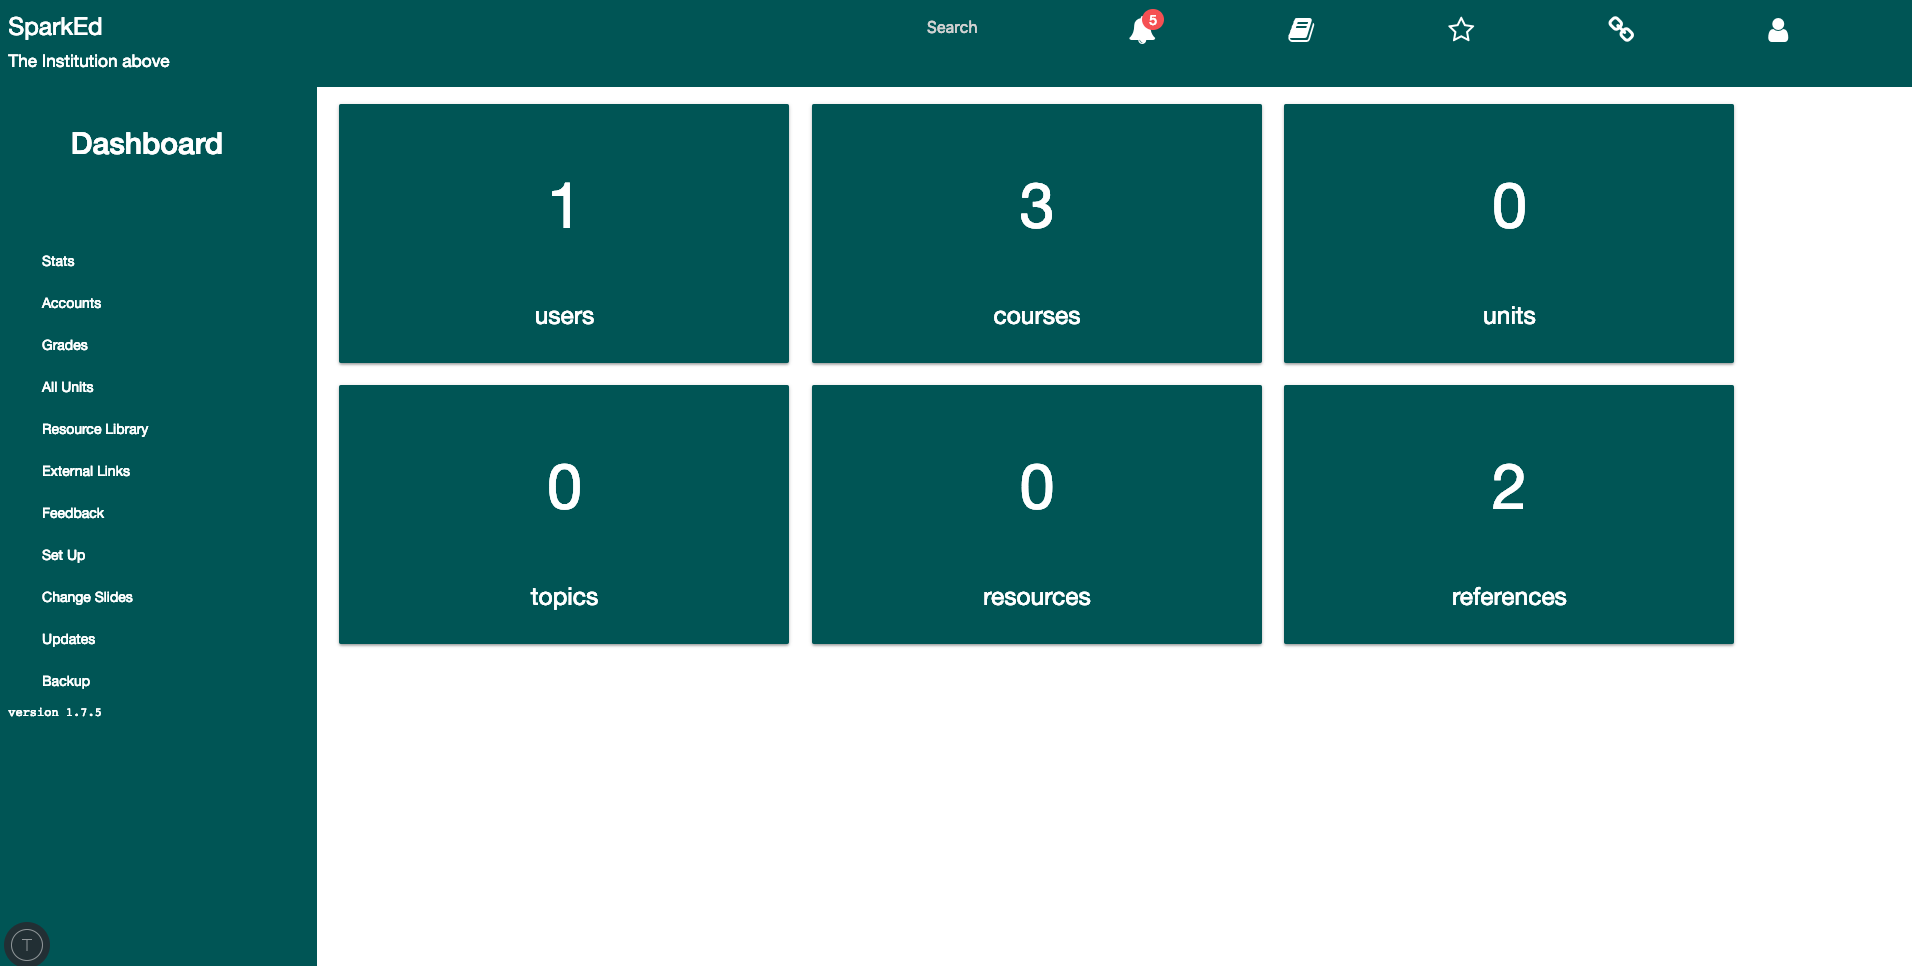 SparkEd
The Institution above
Search
5
Dashboard
Stats
Accounts
Grades
All Units
Resource Library
External Links
Feedback
Set Up
Change Slides
Updates
Backup
version 1.7.5
1
users
3
courses
0
units
0
topics
0
resources
2
references
T